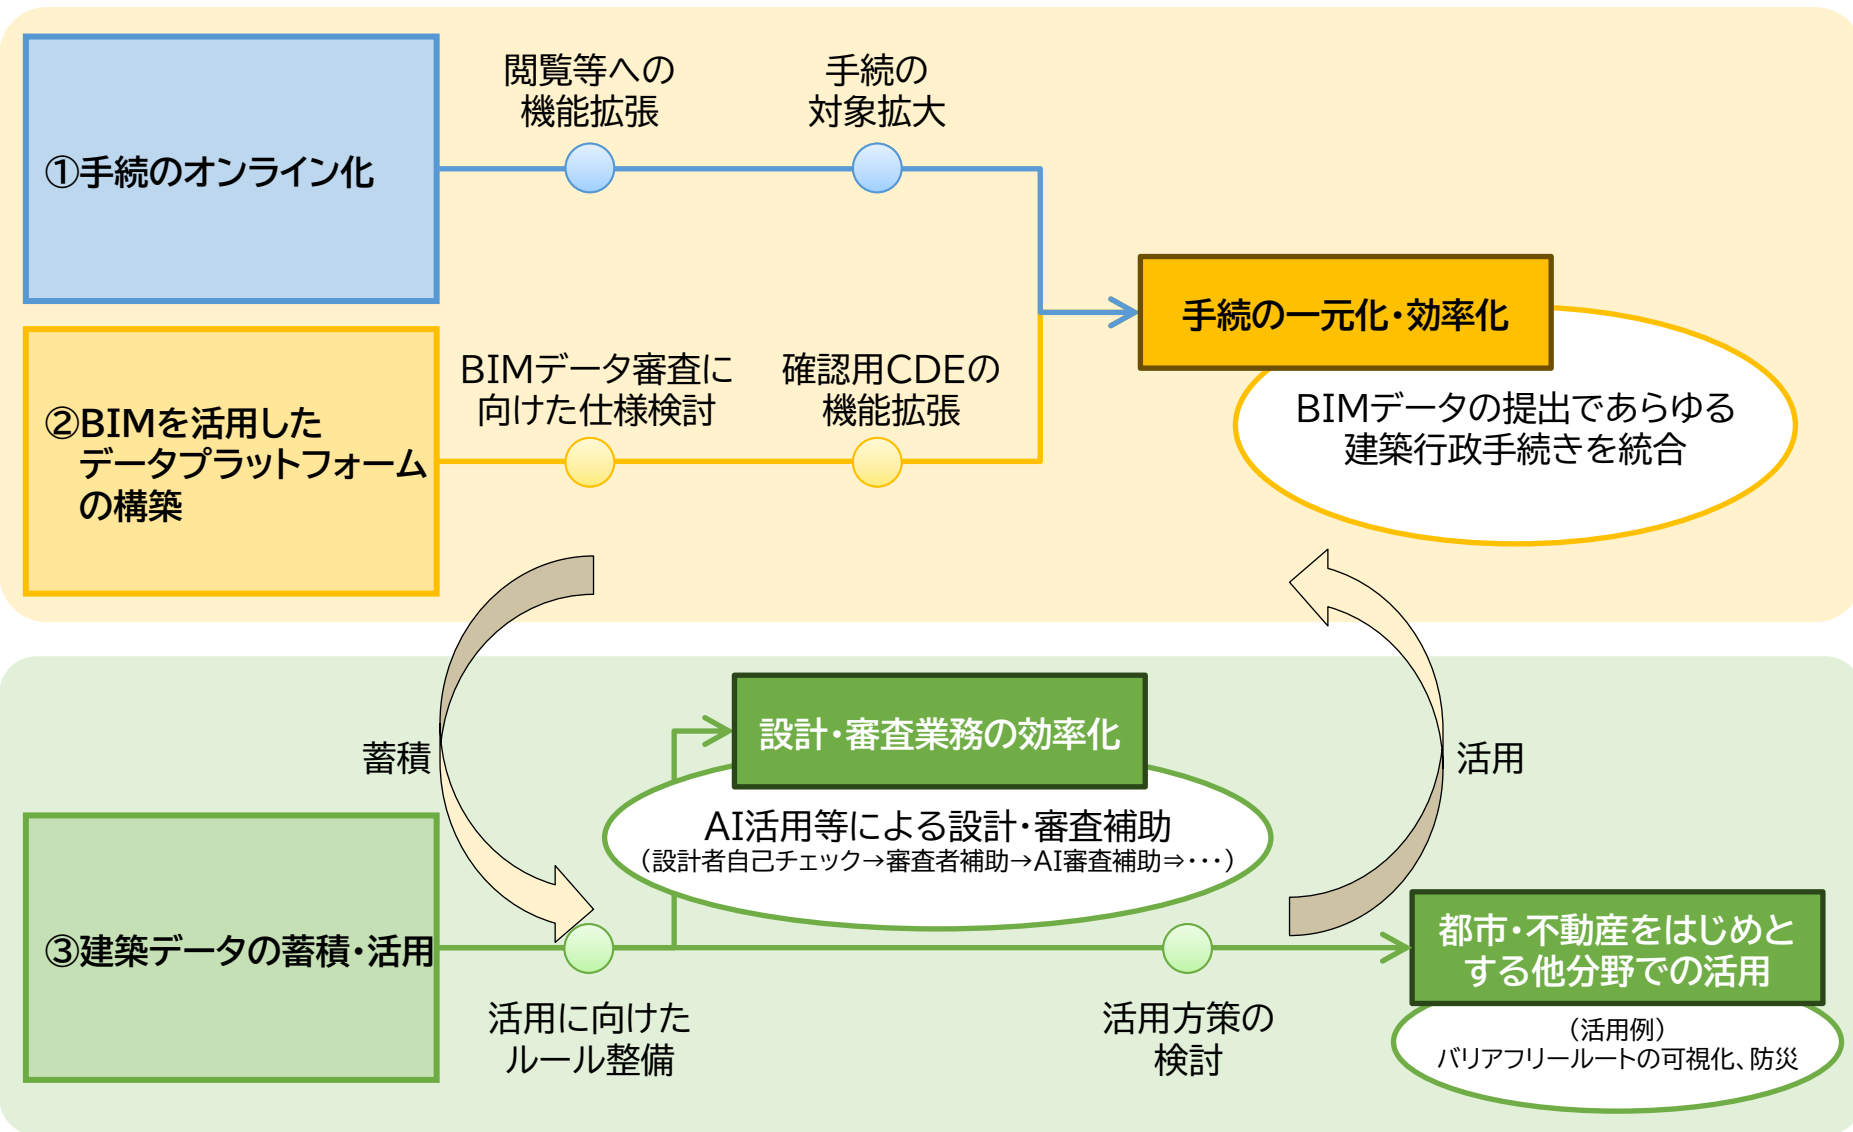 ①手続のオンライン化
閲覧等への
機能拡張
手続の
対象拡大
手続の一元化・効率化
BIMデータの提出であらゆる
建築行政手続きを統合
②BIMを活用した
データプラットフォーム
の構築
BIMデータ審査に
向けた仕様検討
確認用CDEの
機能拡張
蓄積
活用
設計・審査業務の効率化
AI活用等による設計・審査補助
（設計者自己チェック→審査者補助→AI審査補助⇒・・・）
③建築データの蓄積・活用
活用に向けた
ルール整備
活用方策の
検討
都市・不動産をはじめと
する他分野での活用
（活用例）
バリアフリールートの可視化、防災